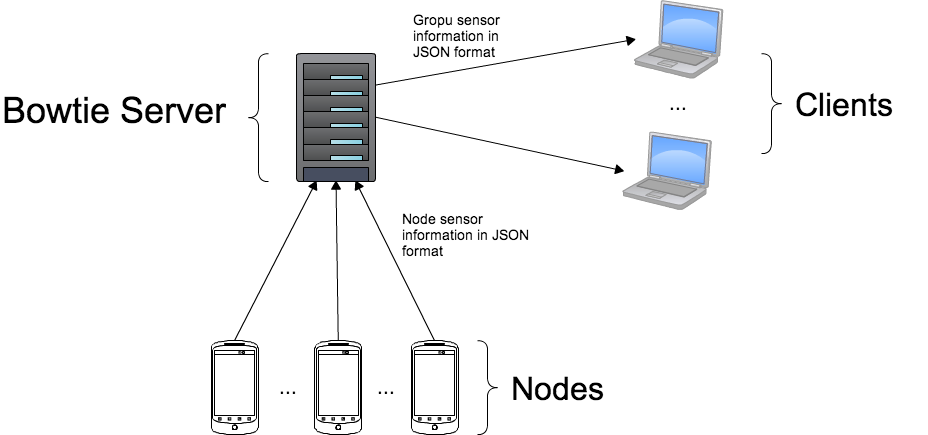 Gropu sensor
information in
JSON format
Bowtie Server
...
Clients
Node sensor
information in JSON
format
...
...
Nodes